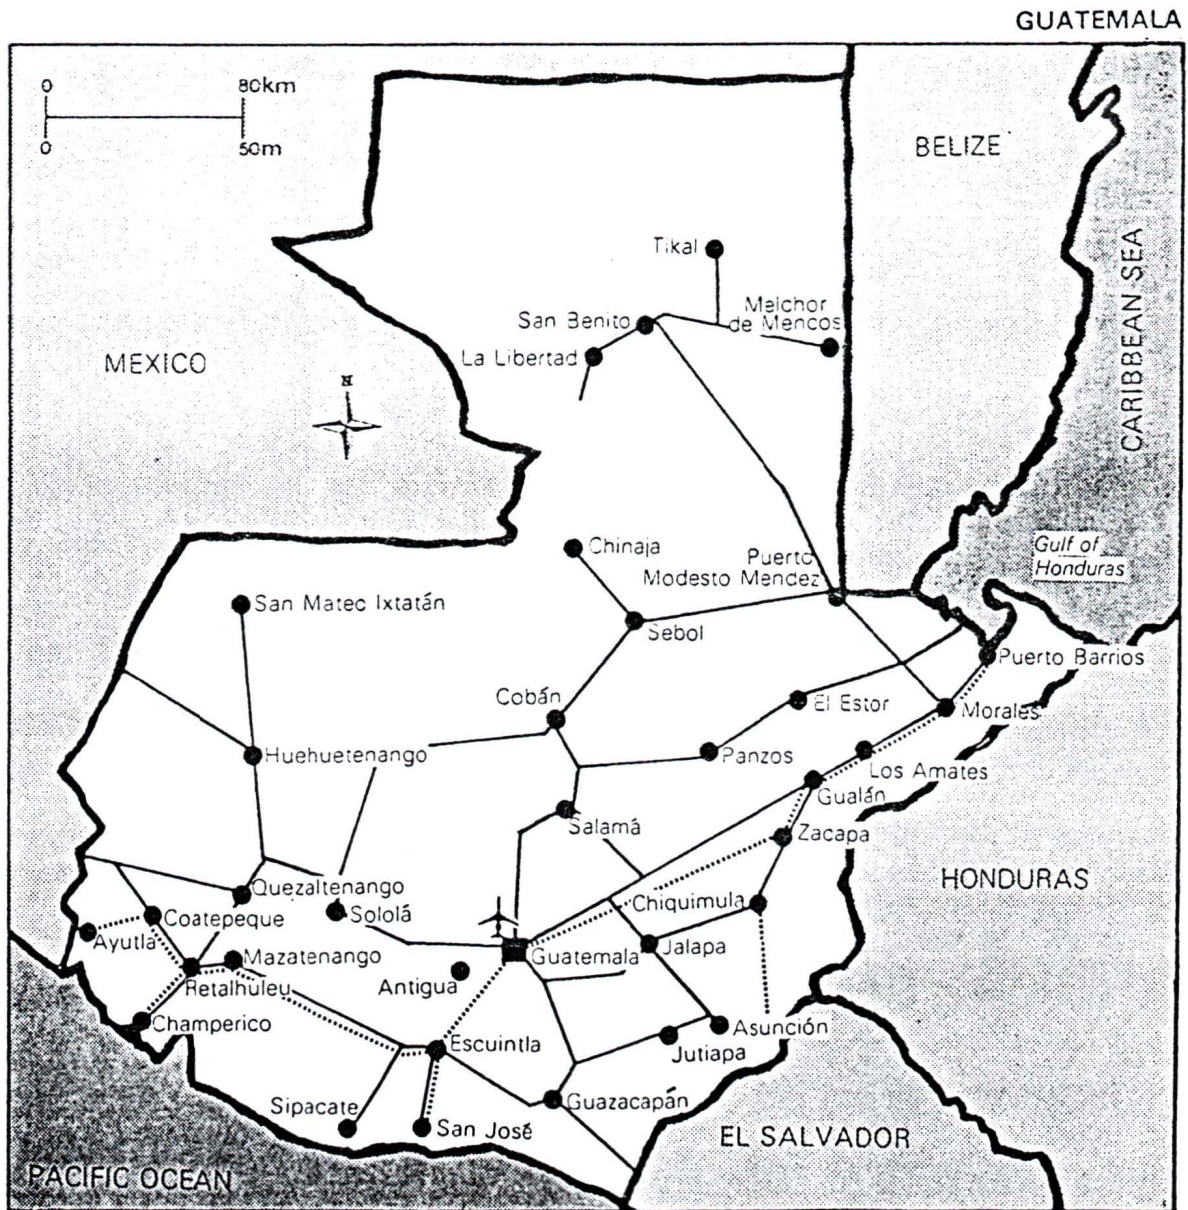 GUATEMALA
0 80km
0 50m
BELIZE
CARIBBEAN SEA
Tikal
Melchor
de Mencos
San Benito
La Libertad
MEXICO
N
Chinaja
Puerto
Modesto Mendez
Gulf of
Honduras
San Matec Ixtatán
Sebol
Puerto Barrios
Cobán
El Estor
Morales
Huehuetenango
Panzos
Los Amates
Gualán
Salamá
Zacapa
HONDURAS
Quezaltenango
Chiquimula
Coatepeque
Sololá
Ayutla
Mazatenango
Guatemala
Jalapa
Retalhuleu
Antigua
Champerico
Asunción
Escuintla
Jutiapa
Sipacate
Guazacapán
San José
EL SALVADOR
PACIFIC OCEAN